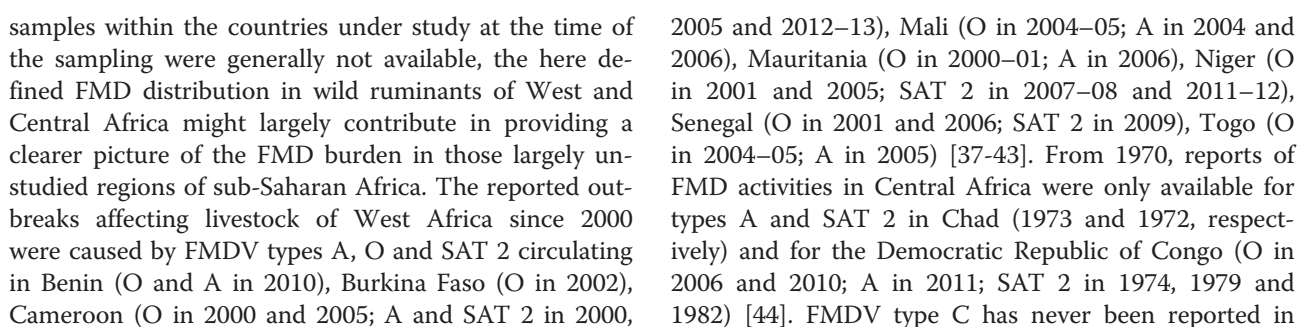 samples within the countries under study at the time of
the sampling were generally not available, the here de-
fined FMD distribution in wild ruminants of West and
Central Africa might largely contribute in providing a
clearer picture of the FMD burden in those largely un-
studied regions of sub-Saharan Africa. The reported out-
breaks affecting livestock of West Africa since 2000
were caused by FMDV types A, O and SAT 2 circulating
in Benin (O and A in 2010), Burkina Faso (O in 2002),
Cameroon (O in 2000 and 2005; A and SAT 2 in 2000,
2005 and 2012–13), Mali (O in 2004–05; A in 2004 and
2006), Mauritania (O in 2000–01; A in 2006), Niger (O
in 2001 and 2005; SAT 2 in 2007–08 and 2011–12),
Senegal (O in 2001 and 2006; SAT 2 in 2009), Togo (O
in 2004–05; A in 2005) [37-43]. From 1970, reports of
FMD activities in Central Africa were only available for
types A and SAT 2 in Chad (1973 and 1972, respect-
ively) and for the Democratic Republic of Congo (O in
2006 and 2010; A in 2011; SAT 2 in 1974, 1979 and
1982) [44]. FMDV type C has never been reported in